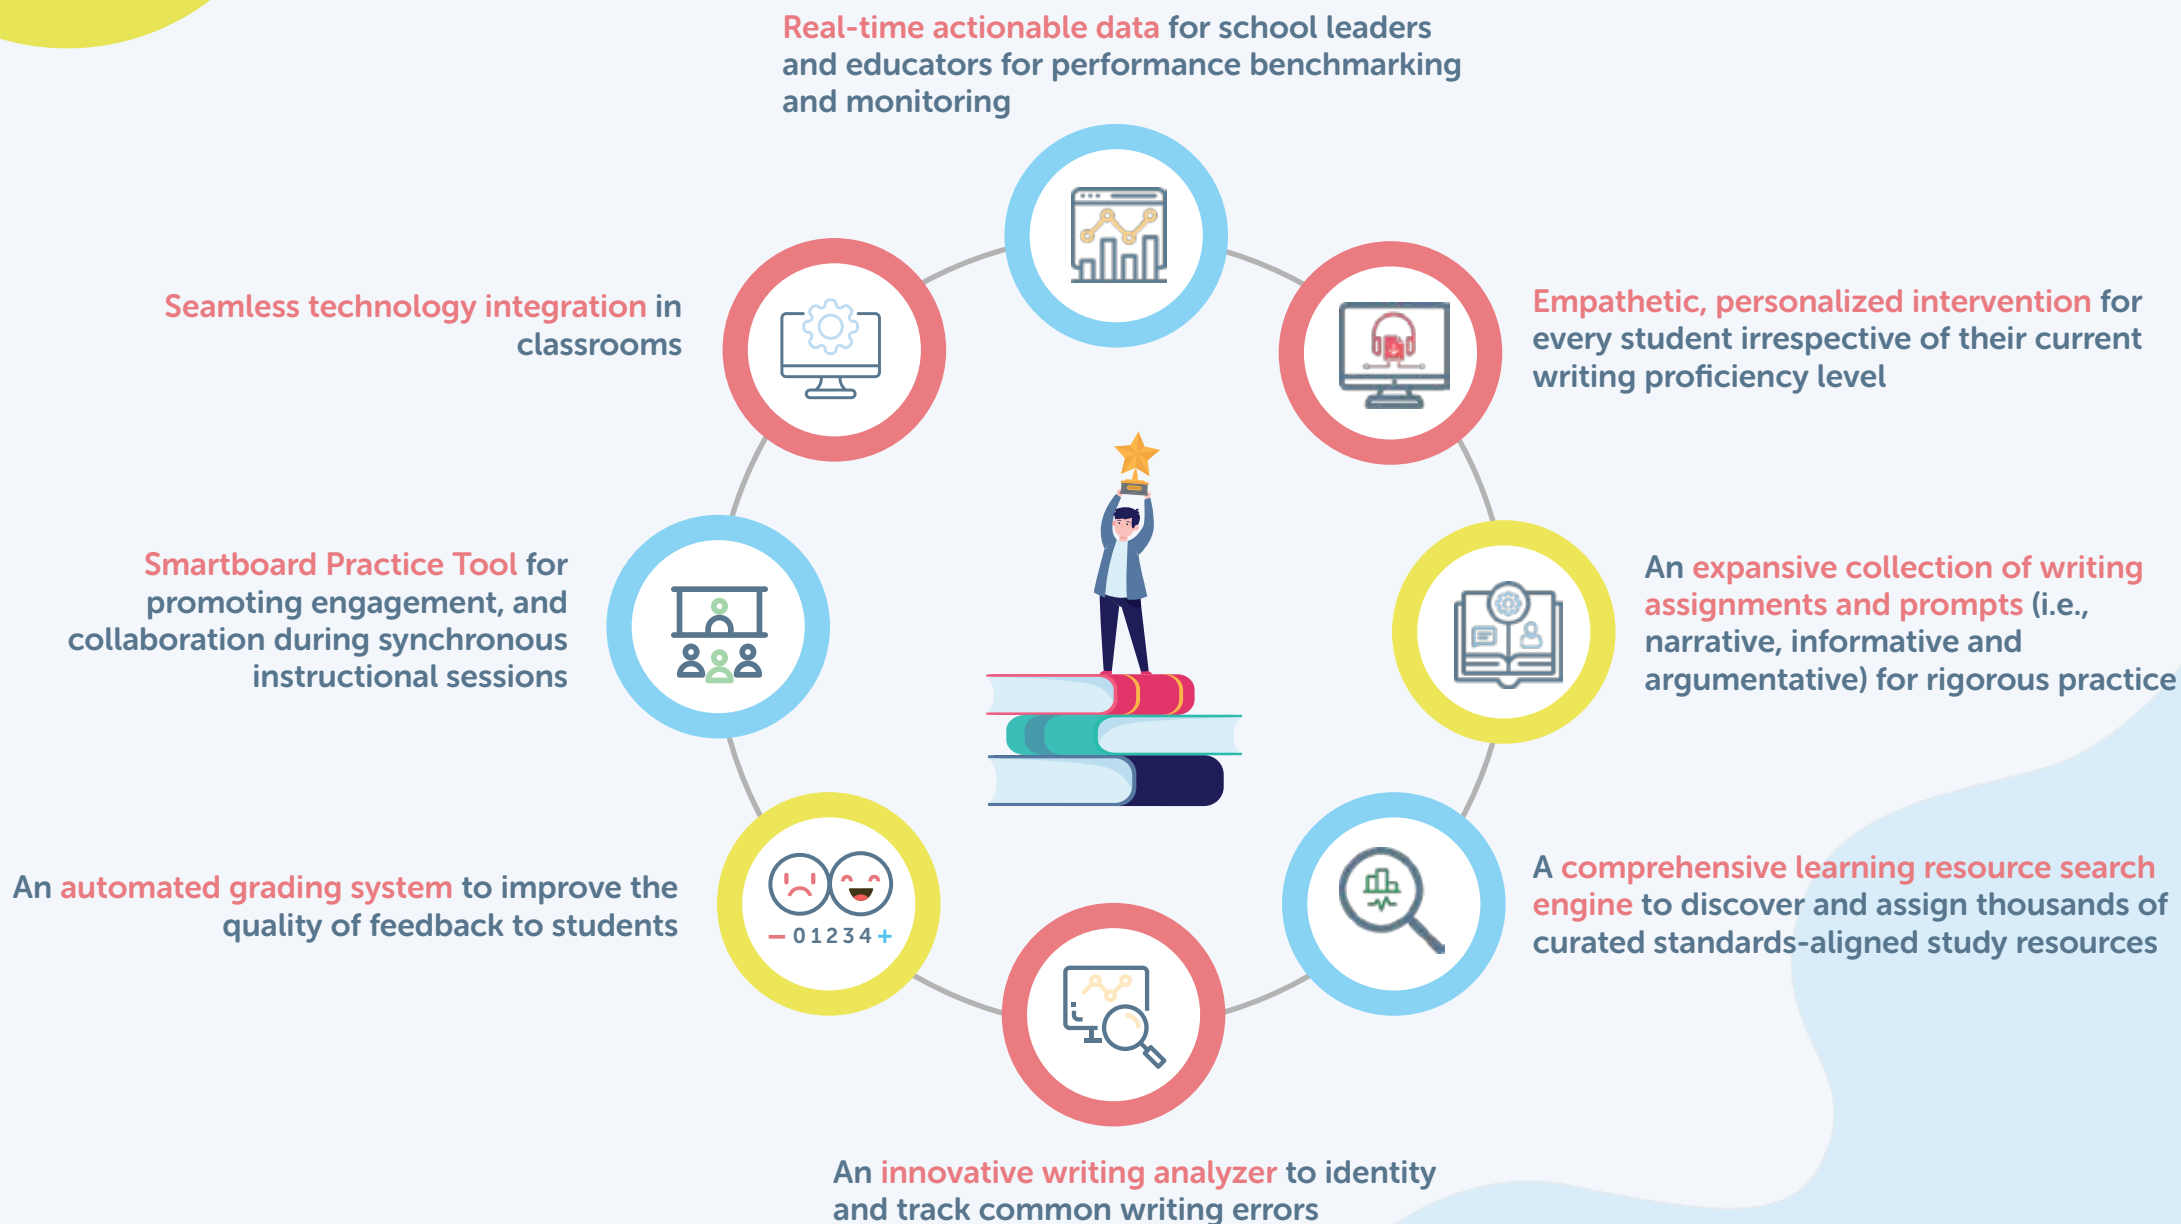 Real-time actionable data for school leaders
and educators for performance benchmarking
and monitoring
Empathetic, personalized intervention for
every student irrespective of their current
writing proficiency level
An expansive collection of writing
assignments and prompts (i.e.,
narrative, informative and
argumentative) for rigorous practice
A comprehensive learning resource search
engine to discover and assign thousands of
curated standards-aligned study resources
An innovative writing analyzer to identity
and track common writing errors
An automated grading system to improve the
quality of feedback to students
– 0 1 2 3 4 +
Smartboard Practice Tool for
promoting engagement, and
collaboration during synchronous
instructional sessions
Seamless technology integration in
classrooms